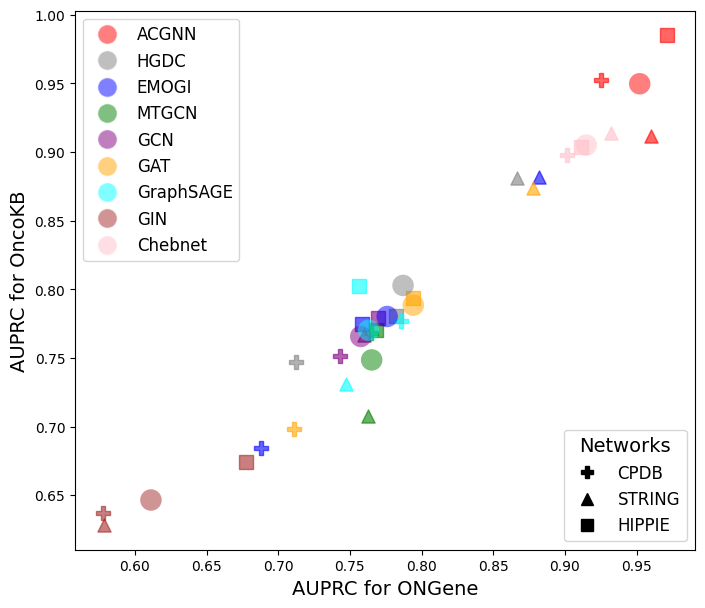 1.00
0.95
0.90
0.85
0.80
0.75
0.70
0.65
AUPRC for OncoKB
ACGNN
HGDC
EMOGI
MTGCN
GCN
GAT
GraphSAGE
GIN
Chebnet
Networks
CPDB
STRING
HIPPIE
0.60
0.65
0.70
0.75
0.80
0.85
0.90
0.95
AUPRC for ONGene